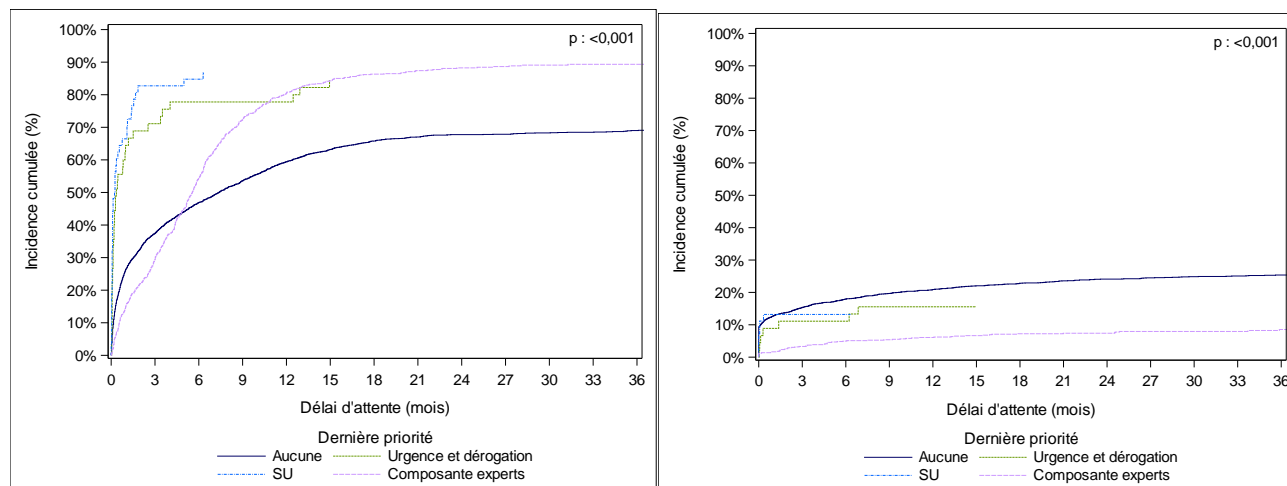 p : <0,001
Incidence cumulée (%)
100%
90%
80%
70%
60%
50%
40%
30%
20%
10%
0%
0 3 6 9 12 15 18 21 24 27 30 33 36
Délai d'attente (mois)
Dernière priorité
Aucune Urgence et dérogation
SU Composante experts
p : <0,001
Incidence cumulée (%)
100%
90%
80%
70%
60%
50%
40%
30%
20%
10%
0%
0 3 6 9 12 15 18 21 24 27 30 33 36
Délai d'attente (mois)
Dernière priorité
Aucune Urgence et dérogation
SU Composante experts